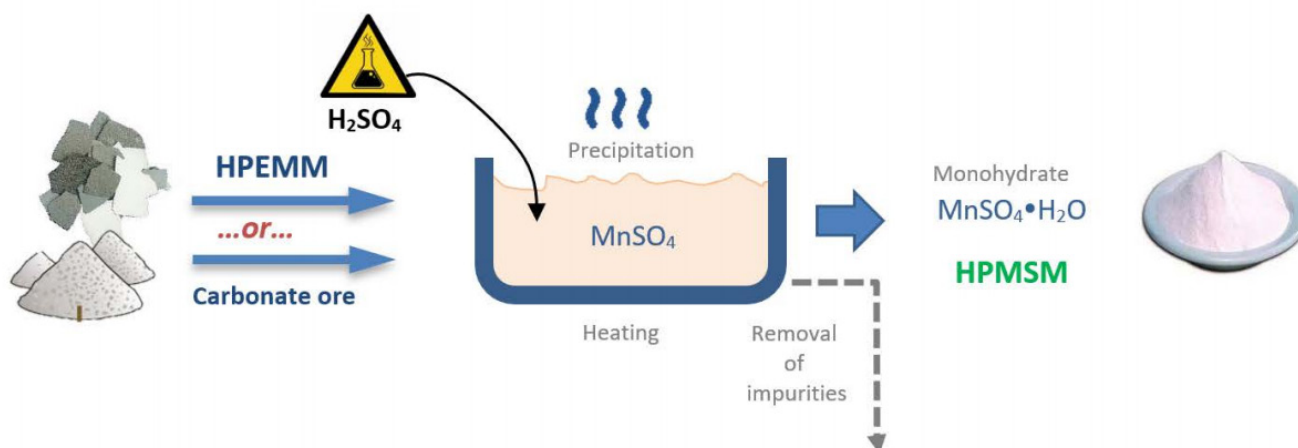 H₂SO₄
HPEMM
...or...
Carbonate ore
Precipitation
MnSO₄
Heating
Removal
of
impurities
Monohydrate
MnSO₄•H₂O
HPMSM